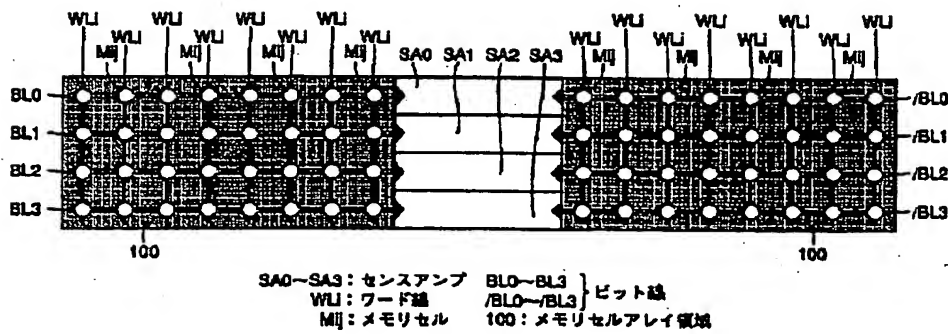 WLi WLi WLi WLi WLi WLi WLi WLi
Mij WLi Mij WLi Mij WLi Mij WLi SA0 SA1 SA2 SA3 Mij WLi Mij WLi Mij WLi Mij
BL0 /BL0
BL1 /BL1
BL2 /BL2
BL3 /BL3
100 100
SA0~SA3:センスアンプ BL0~BL3
WLi:ワード線 /BL0~/BL3}ビット線
Mij:メモリセル 100:メモリセルアレイ領域